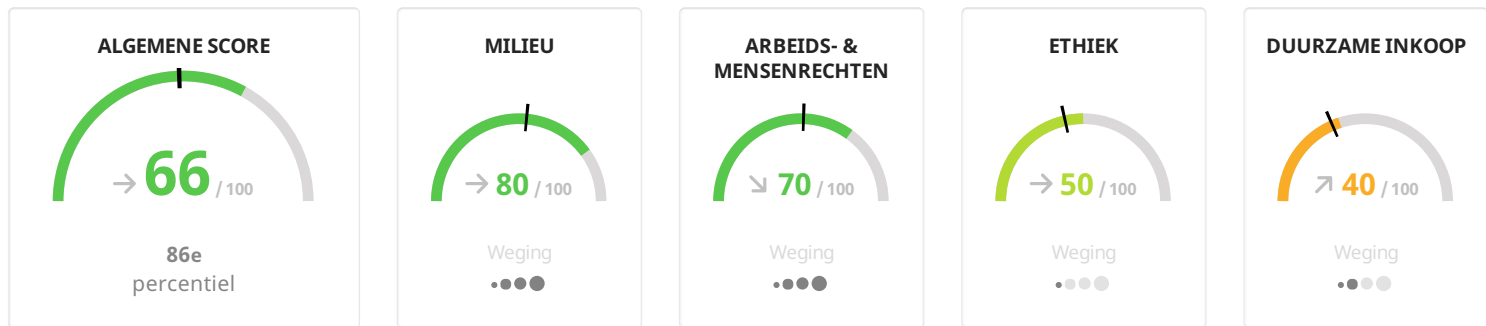 ALGEMENE SCORE
66 / 100
86e
percentiel
MILIEU
80 / 100
Weging
ARBEIDS- &
MENSENRECHTEN
70 / 100
Weging
ETHIEK
50 / 100
Weging
DUURZAME INKOOP
40 / 100
Weging